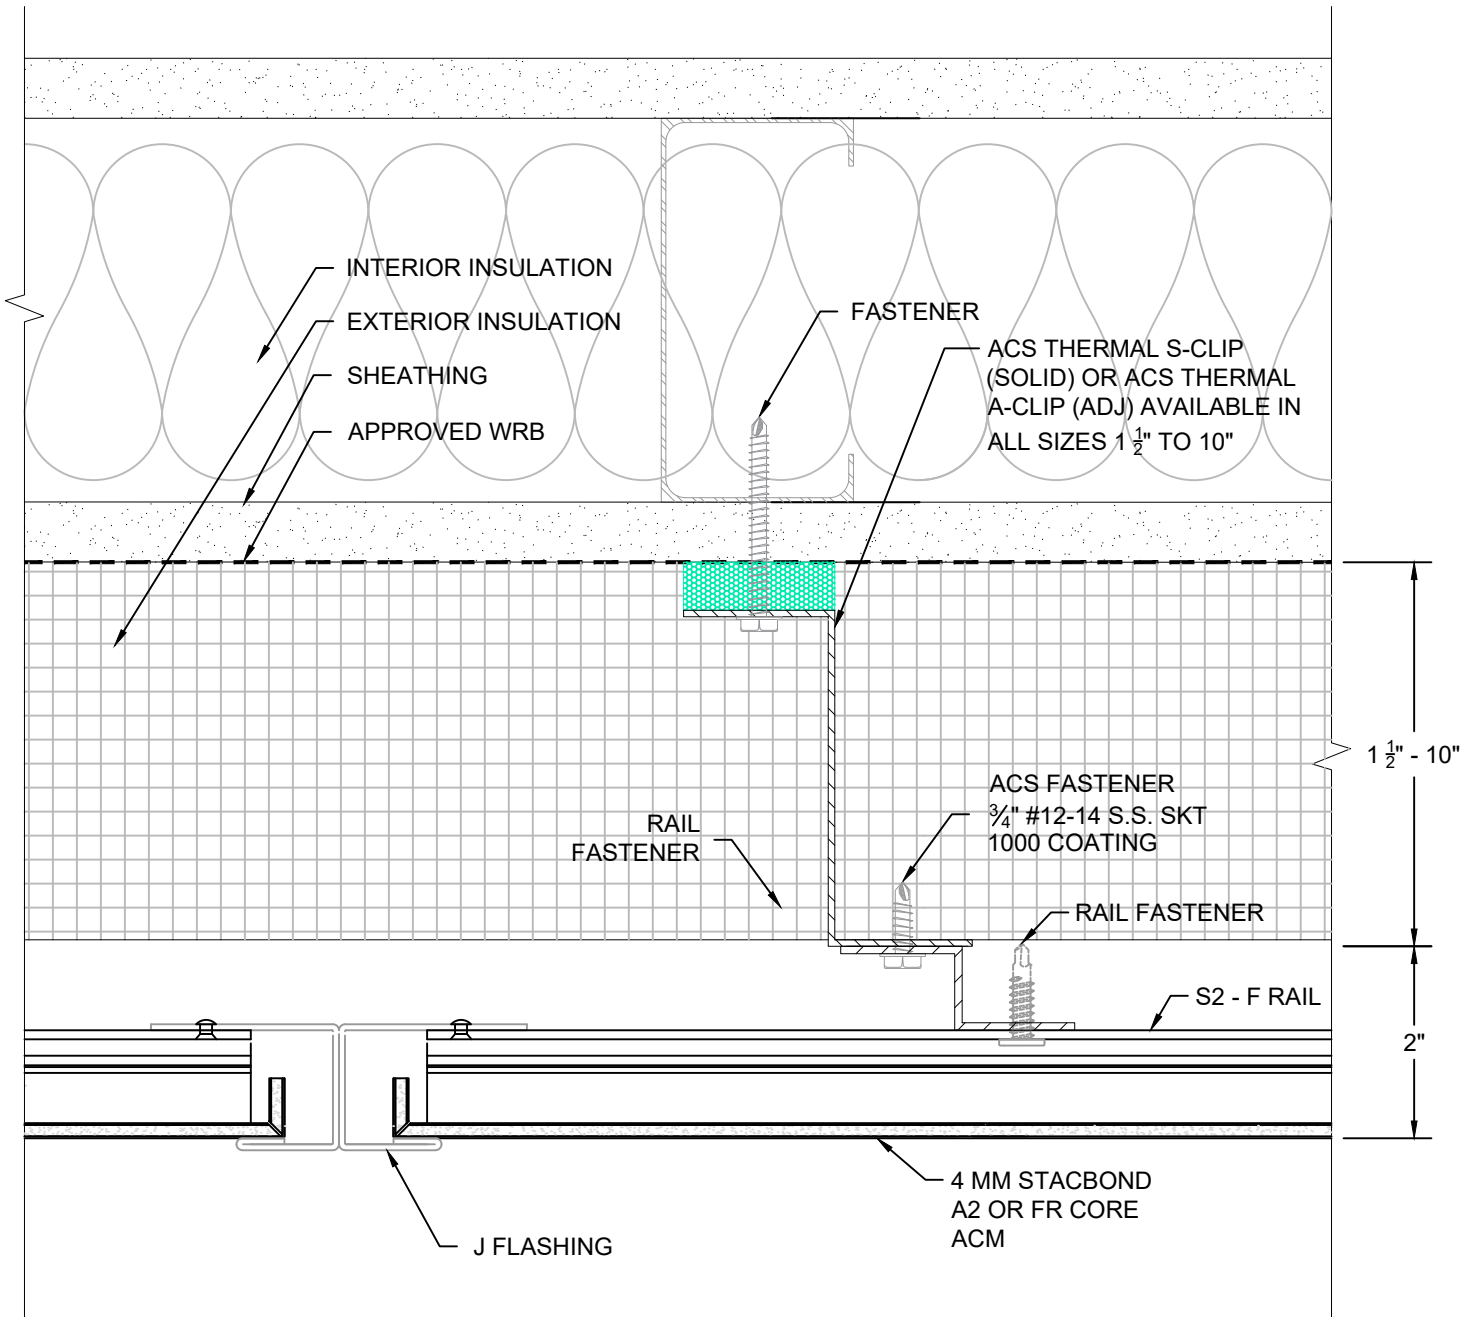 INTERIOR INSULATION
EXTERIOR INSULATION
SHEATHING
APPROVED WRB
FASTENER
ACS THERMAL S-CLIP
(SOLID) OR ACS THERMAL
A-CLIP (ADJ) AVAILABLE IN
ALL SIZES 1 1/2" TO 10"
1 1/2" - 10"
ACS FASTENER
3/4" #12-14 S.S. SKT
1000 COATING
RAIL
FASTENER
RAIL FASTENER
S2 - F RAIL
2"
4 MM STACBOND
A2 OR FR CORE
ACM
J FLASHING